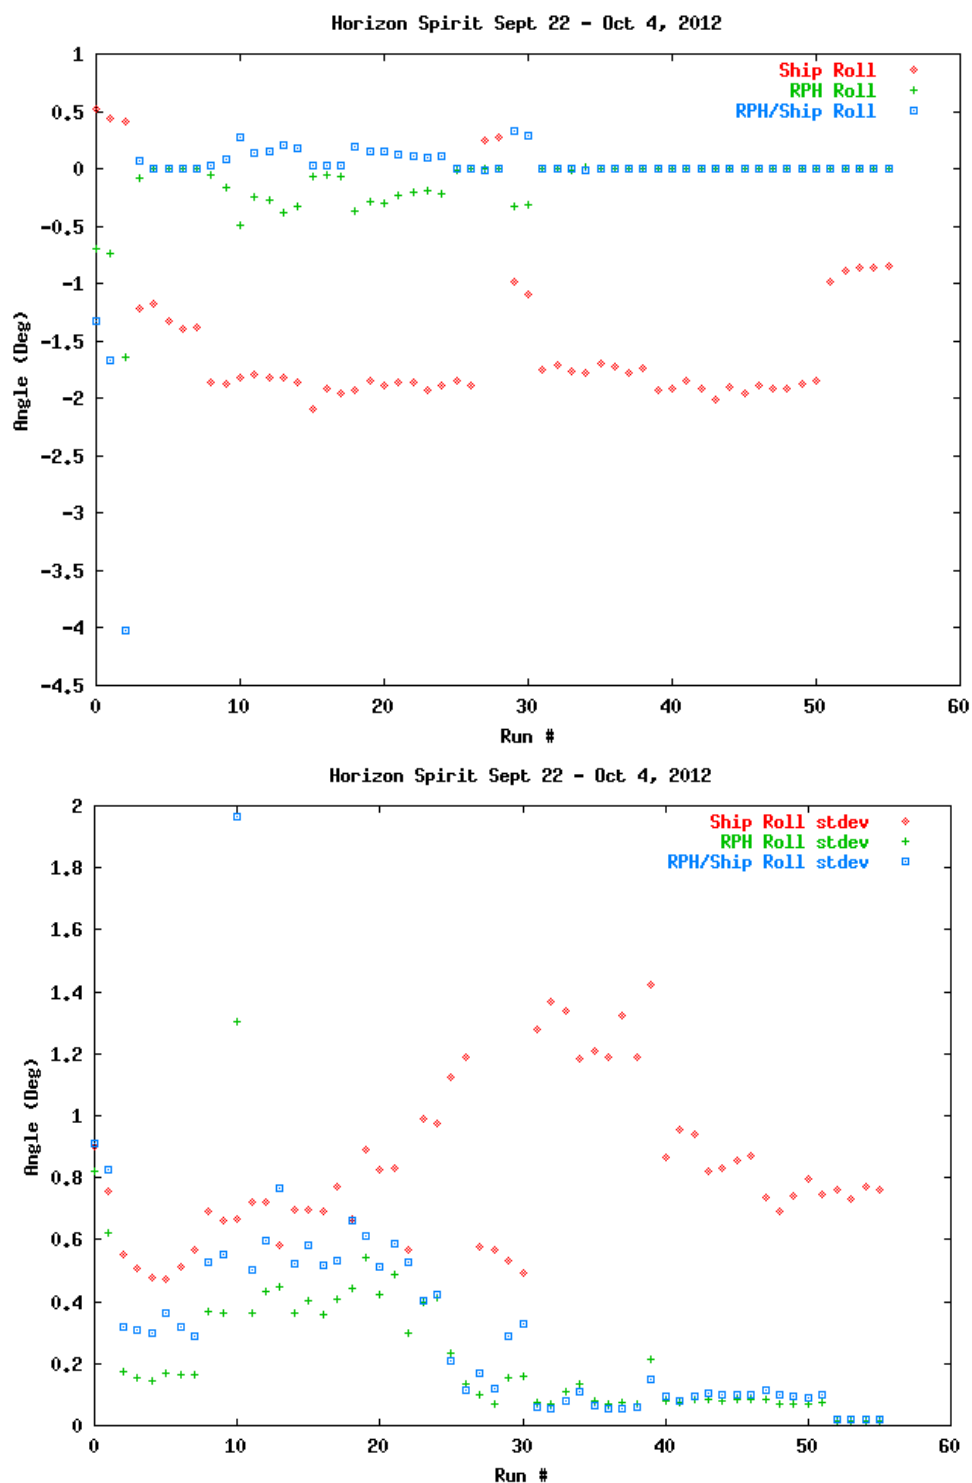 Horizon Spirit Sept 22 - Oct 4, 2012
1
Ship Roll
RPH Roll
0.5
RPH/Ship Roll
0
-0.5
-1
-1.5
-2
-2.5
-3
-3.5
-4
-4.5
Angle (Deg)
0 10 20 30 40 50 60
Run #
Horizon Spirit Sept 22 - Oct 4, 2012
2
Ship Roll stdev
RPH Roll stdev
RPH/Ship Roll stdev
1.8
1.6
1.4
1.2
1
0.8
0.6
0.4
0.2
0
Angle (Deg)
0 10 20 30 40 50 60
Run #